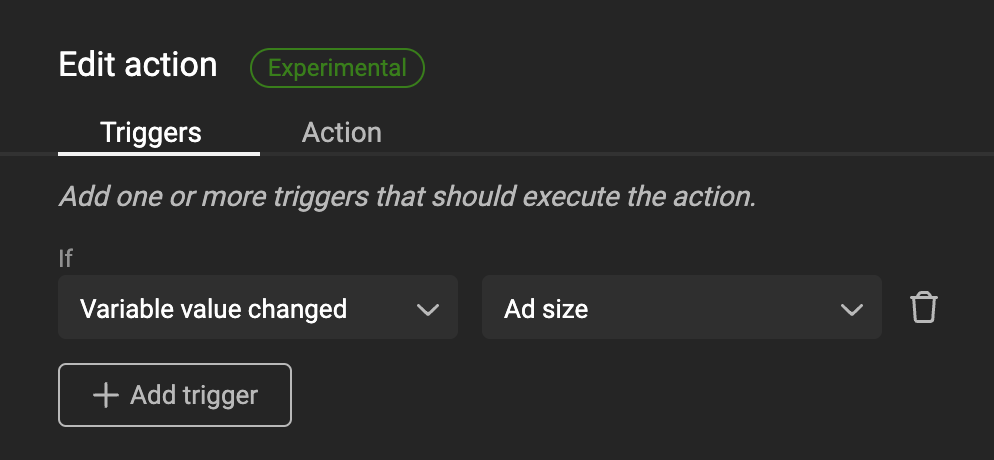 Edit action Experimental
Triggers Action
Add one or more triggers that should execute the action.
If
Variable value changed Ad size
Add trigger